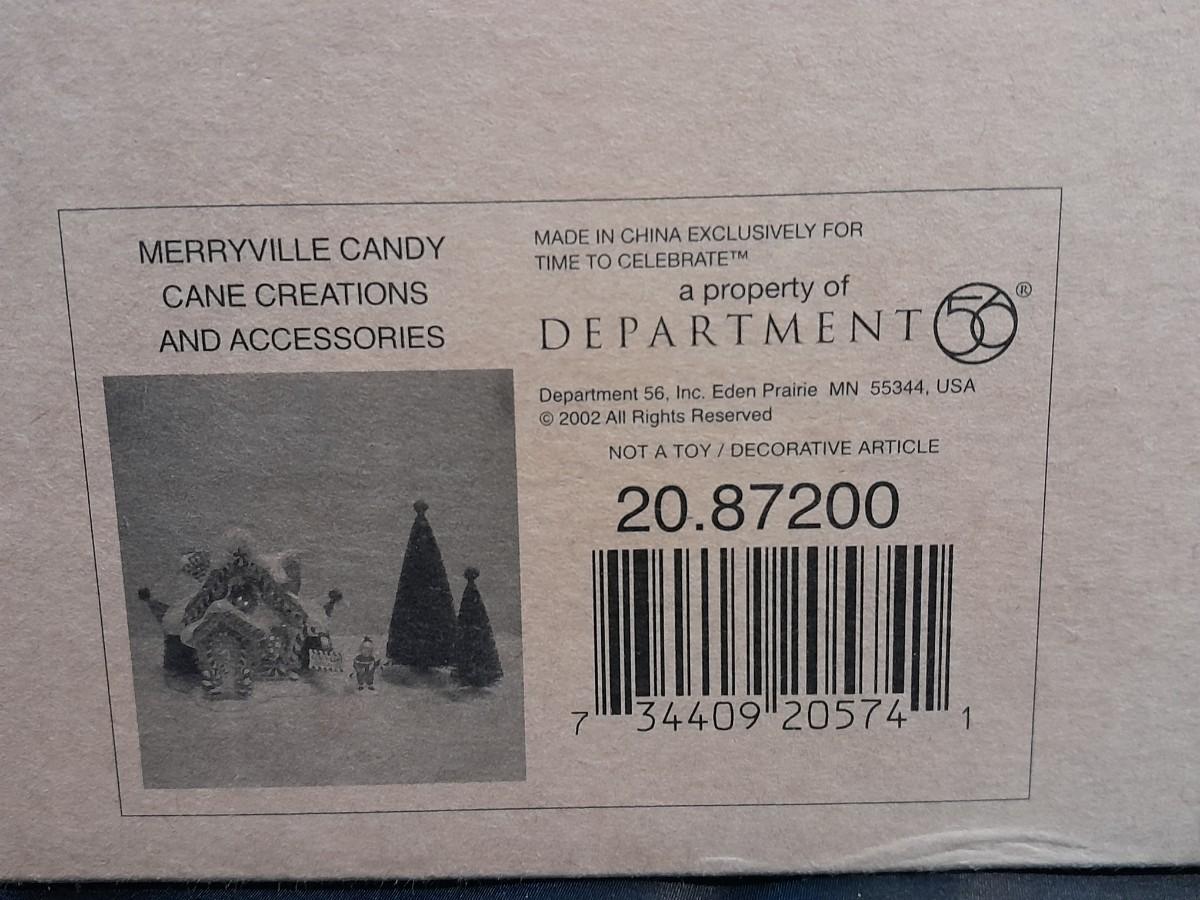 MERRYVILLE CANDY
CANE CREATIONS
AND ACCESSORIES
MADE IN CHINA EXCLUSIVELY FOR
TIME TO CELEBRATE™
a property of
DEPARTMENT 56®
Department 56, Inc. Eden Prairie MN 55344, USA
© 2002 All Rights Reserved
NOT A TOY / DECORATIVE ARTICLE
20.87200
7 34409 20574 1